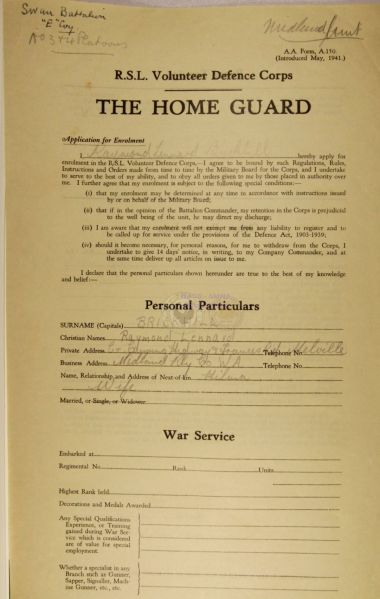 Swan Battalion
"E" Coy
Midland Junct
A.A. Form, A.150.
(Introduced May, 1941.)
R.S.L. Volunteer Defence Corps
THE HOME GUARD
Application for Enrolment
I, Raymond Lennard hereby apply for
enrolment in the R.S.L. Volunteer Defence Corps,—I agree to be bound by such Regulations, Rules,
Instructions and Orders made from time to time by the Military Board for the Corps, and I undertake
to serve to the best of my ability, and to obey all orders given to me by those placed in authority over
me. I further agree that my enrolment is subject to the following special conditions:—
(i) that my enrolment may be determined at any time in accordance with instructions issued
by or on behalf of the Military Board;
(ii) that if in the opinion of the Battalion Commander, my retention in the Corps is prejudicial
to the well being of the unit, he may direct my discharge;
(iii) I am aware that my enrolment will not exempt me from any liability to register and to
be called up for service under the provisions of the Defence Act, 1903-1939;
(iv) should it become necessary, for personal reasons, for me to withdraw from the Corps, I
undertake to give 14 days' notice, in writing, to my Company Commander, and at
the same time deliver up all articles on issue to me.
I declare that the personal particulars shown hereunder are true to the best of my knowledge
and belief:—
Personal Particulars
SURNAME (Capitals)
Christian Names Raymond Lennard
Private Address Melville Telephone No
Business Address Midland Rly W.A. Telephone No
Name, Relationship and Address of Next-of-kin Wilma
Wife
Married, or Single, or Widower
War Service
Embarked at
Regimental No Rank Units
Highest Rank held
Decorations and Medals Awarded
Any Special Qualifications
Experience, or Training
gained during War Ser-
vice which is considered
are of value for special
employment
Whether a specialist in any
Branch such as Gunner,
Sapper, Signaller, Mach-
ine Gunner, etc., etc.